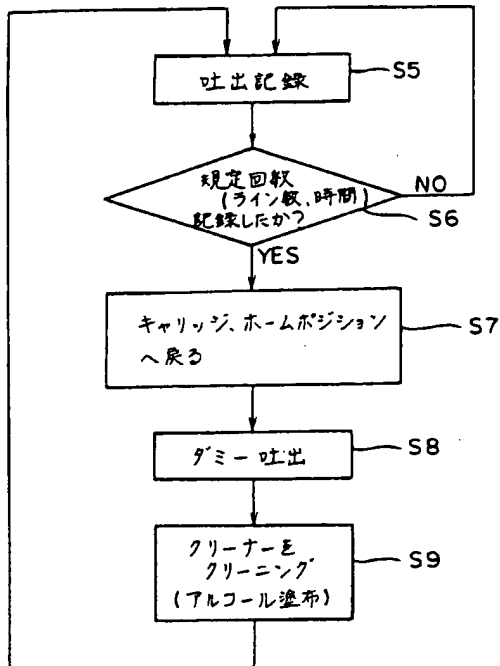 吐出記録
S5
規定回数
(ライン数、時間)
記録したか?
NO
S6
YES
キャリッジ、ホームポジション
へ戻る
S7
ダミー吐出
S8
クリーナーを
クリーニング
(アルコール塗布)
S9